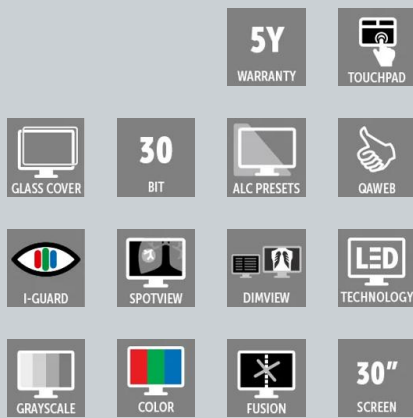 5Y
WARRANTY
TOUCHPAD
GLASS COVER
30
BIT
ALC PRESETS
QAWEB
I-GUARD
SPOTVIEW
DIMVIEW
LED
TECHNOLOGY
GRAYSCALE
COLOR
FUSION
30"
SCREEN